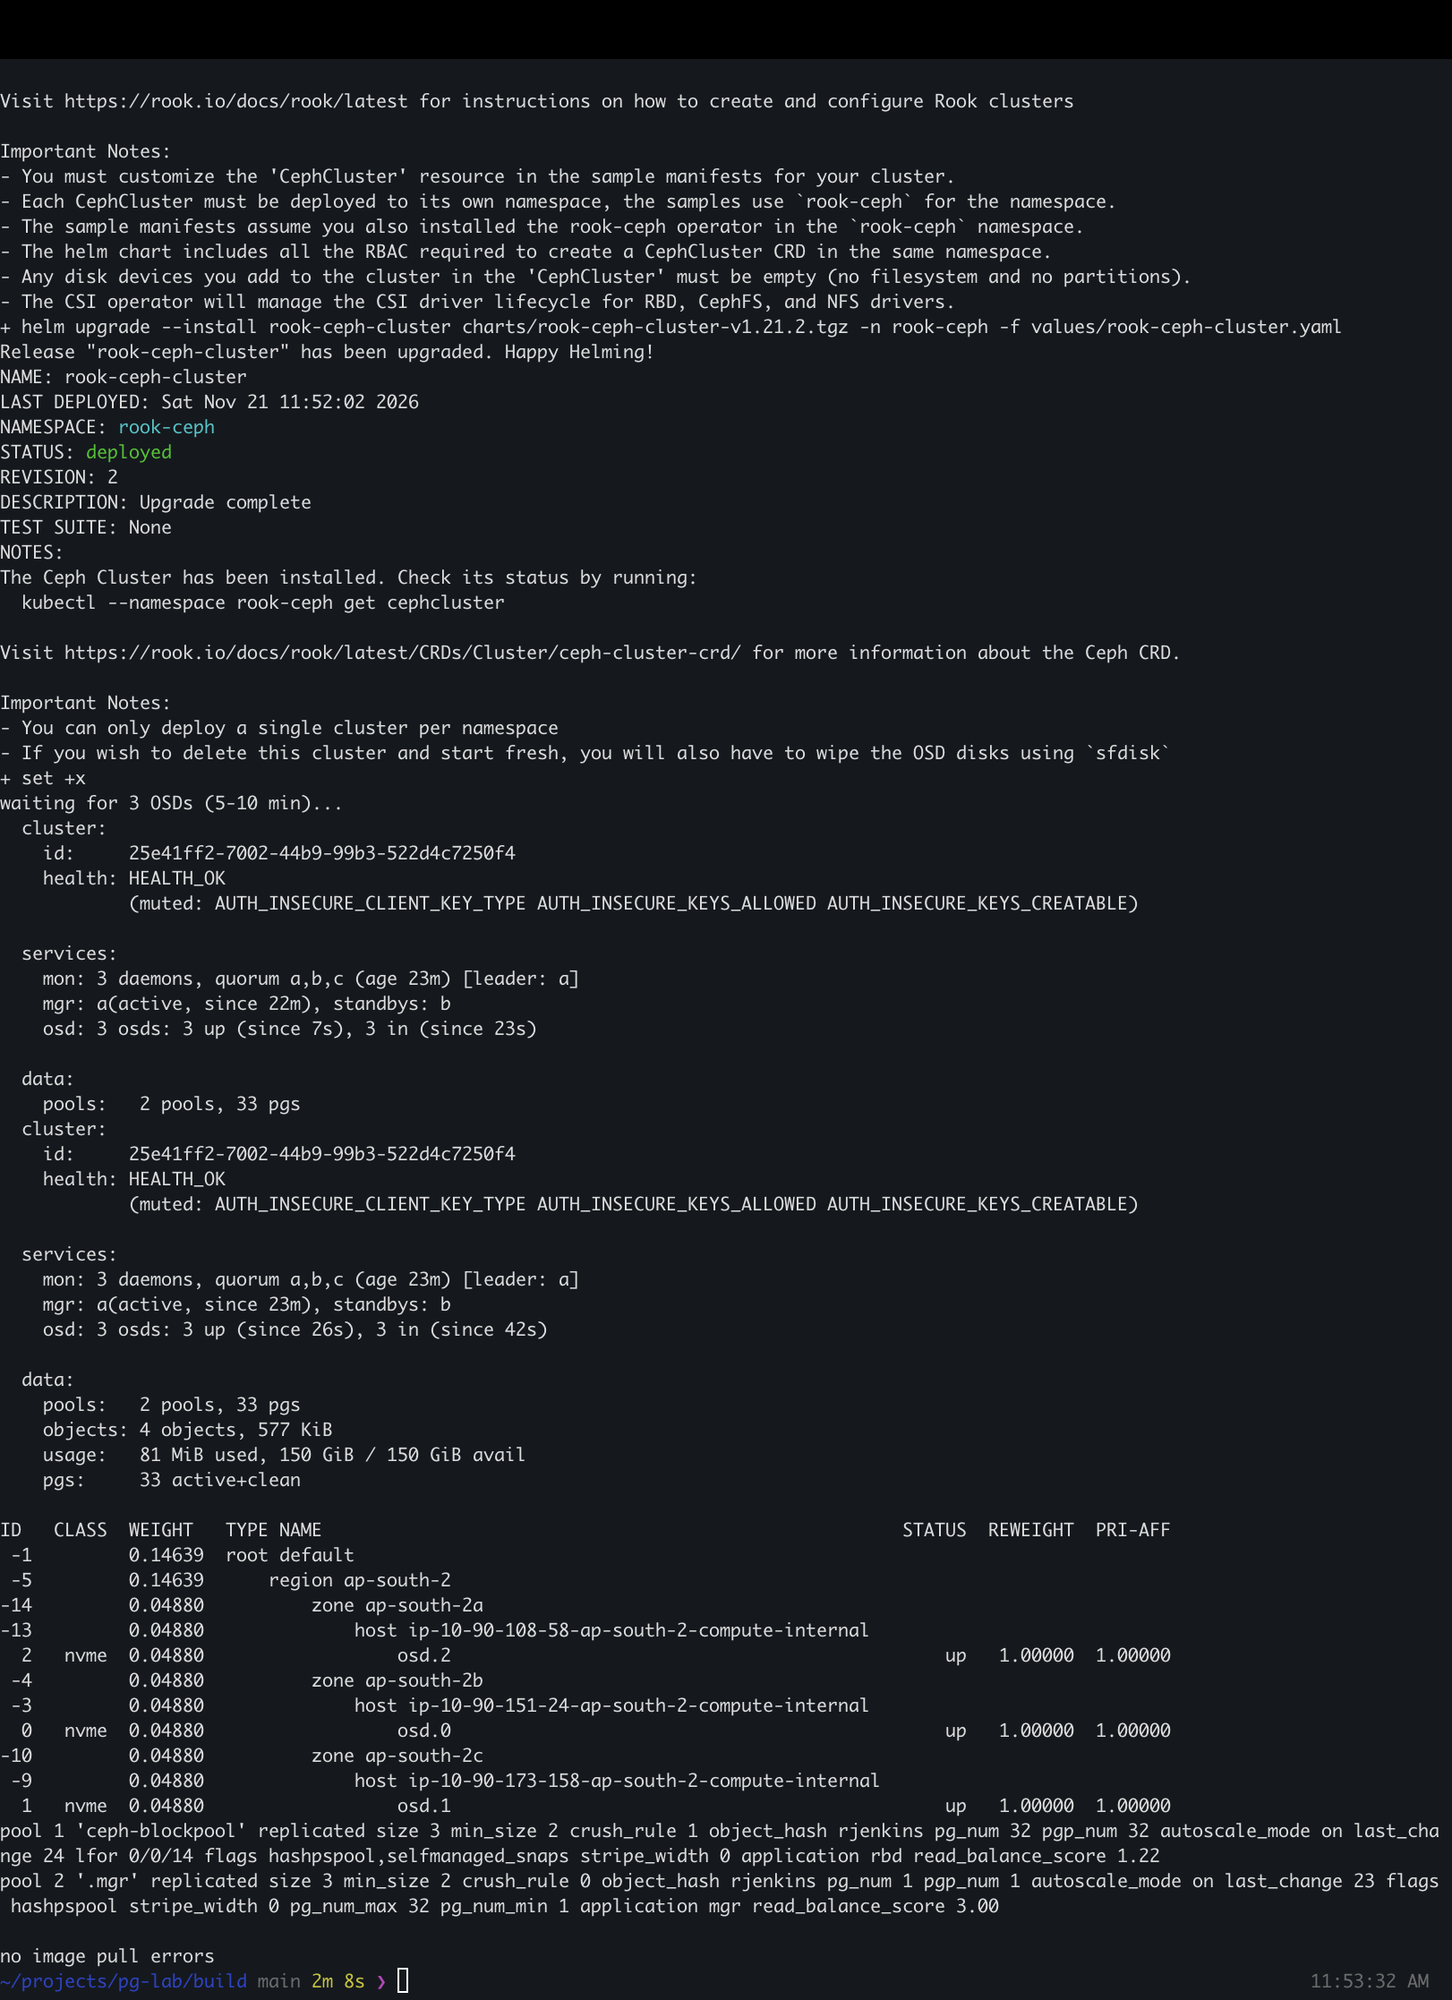 Visit https://rook.io/docs/rook/latest for instructions on how to create and configure Rook clusters

Important Notes:
- You must customize the 'CephCluster' resource in the sample manifests for your cluster.
- Each CephCluster must be deployed to its own namespace, the samples use `rook-ceph` for the namespace.
- The sample manifests assume you also installed the rook-ceph operator in the `rook-ceph` namespace.
- The helm chart includes all the RBAC required to create a CephCluster CRD in the same namespace.
- Any disk devices you add to the cluster in the 'CephCluster' must be empty (no filesystem and no partitions).
- The CSI operator will manage the CSI driver lifecycle for RBD, CephFS, and NFS drivers.
+ helm upgrade --install rook-ceph-cluster charts/rook-ceph-cluster-v1.21.2.tgz -n rook-ceph -f values/rook-ceph-cluster.yaml
Release "rook-ceph-cluster" has been upgraded. Happy Helming!
NAME: rook-ceph-cluster
LAST DEPLOYED: Sat Nov 21 11:52:02 2026
NAMESPACE: rook-ceph
STATUS: deployed
REVISION: 2
DESCRIPTION: Upgrade complete
TEST SUITE: None
NOTES:
The Ceph Cluster has been installed. Check its status by running:
  kubectl --namespace rook-ceph get cephcluster

Visit https://rook.io/docs/rook/latest/CRDs/Cluster/ceph-cluster-crd/ for more information about the Ceph CRD.

Important Notes:
- You can only deploy a single cluster per namespace
- If you wish to delete this cluster and start fresh, you will also have to wipe the OSD disks using `sfdisk`
+ set +x
waiting for 3 OSDs (5-10 min)...
  cluster:
    id:     25e41ff2-7002-44b9-99b3-522d4c7250f4
    health: HEALTH_OK
            (muted: AUTH_INSECURE_CLIENT_KEY_TYPE AUTH_INSECURE_KEYS_ALLOWED AUTH_INSECURE_KEYS_CREATABLE)

  services:
    mon: 3 daemons, quorum a,b,c (age 23m) [leader: a]
    mgr: a(active, since 22m), standbys: b
    osd: 3 osds: 3 up (since 7s), 3 in (since 23s)

  data:
    pools:   2 pools, 33 pgs
  cluster:
    id:     25e41ff2-7002-44b9-99b3-522d4c7250f4
    health: HEALTH_OK
            (muted: AUTH_INSECURE_CLIENT_KEY_TYPE AUTH_INSECURE_KEYS_ALLOWED AUTH_INSECURE_KEYS_CREATABLE)

  services:
    mon: 3 daemons, quorum a,b,c (age 23m) [leader: a]
    mgr: a(active, since 23m), standbys: b
    osd: 3 osds: 3 up (since 26s), 3 in (since 42s)

  data:
    pools:   2 pools, 33 pgs
    objects: 4 objects, 577 KiB
    usage:   81 MiB used, 150 GiB / 150 GiB avail
    pgs:     33 active+clean

ID   CLASS  WEIGHT   TYPE NAME                                                      STATUS  REWEIGHT  PRI-AFF
 -1         0.14639  root default
 -5         0.14639      region ap-south-2
-14         0.04880          zone ap-south-2a
-13         0.04880              host ip-10-90-108-58-ap-south-2-compute-internal
  2   nvme  0.04880                  osd.2                                              up   1.00000  1.00000
 -4         0.04880          zone ap-south-2b
 -3         0.04880              host ip-10-90-151-24-ap-south-2-compute-internal
  0   nvme  0.04880                  osd.0                                              up   1.00000  1.00000
-10         0.04880          zone ap-south-2c
 -9         0.04880              host ip-10-90-173-158-ap-south-2-compute-internal
  1   nvme  0.04880                  osd.1                                              up   1.00000  1.00000
pool 1 'ceph-blockpool' replicated size 3 min_size 2 crush_rule 1 object_hash rjenkins pg_num 32 pgp_num 32 autoscale_mode on last_cha
nge 24 lfor 0/0/14 flags hashpspool,selfmanaged_snaps stripe_width 0 application rbd read_balance_score 1.22
pool 2 '.mgr' replicated size 3 min_size 2 crush_rule 0 object_hash rjenkins pg_num 1 pgp_num 1 autoscale_mode on last_change 23 flags
 hashpspool stripe_width 0 pg_num_max 32 pg_num_min 1 application mgr read_balance_score 3.00

no image pull errors
~/projects/pg-lab/build main 2m 8s ❯ 11:53:32 AM